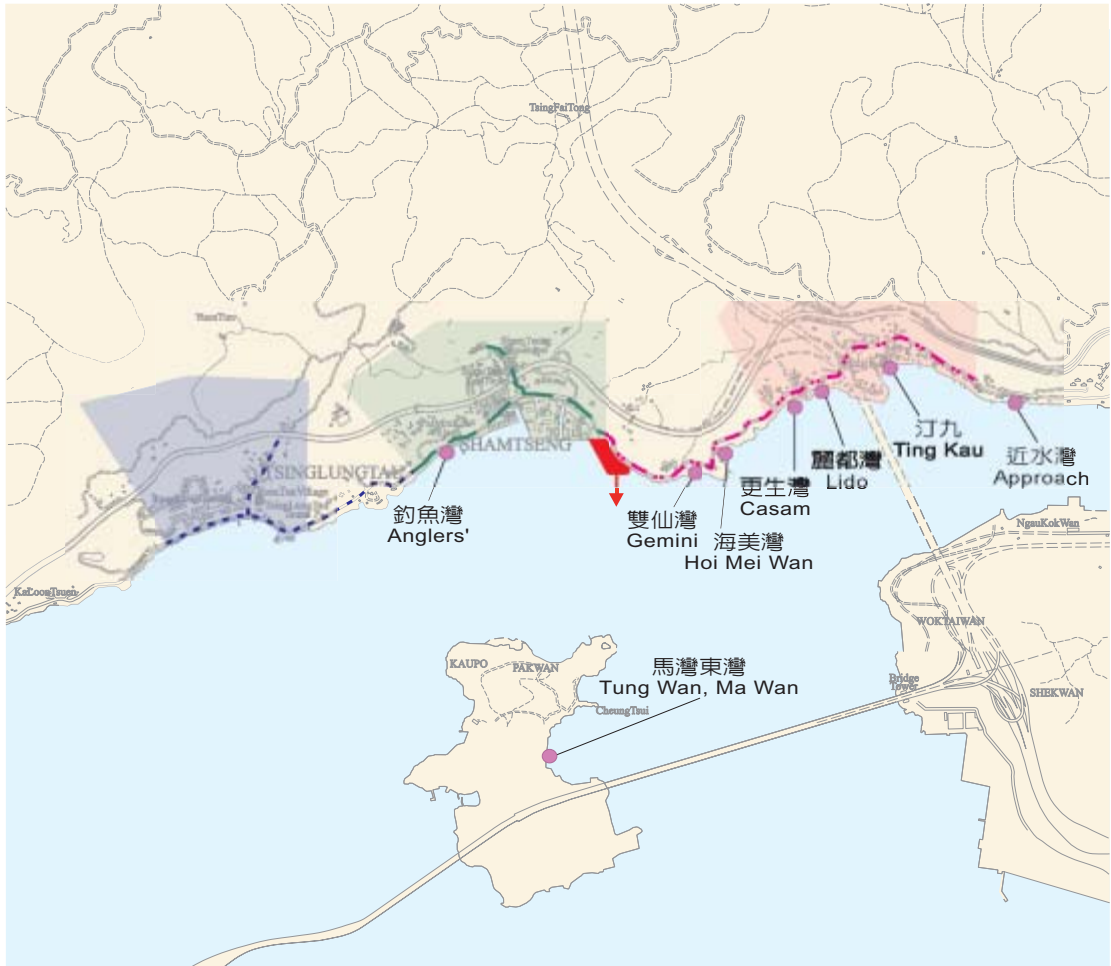 TsingFaiTong
YuenTun
SHAMTSENG
TSINGLUNGTAU
釣魚灣
Anglers'
雙仙灣
Gemini
海美灣
Hoi Mei Wan
更生灣
Casam
麗都灣
Lido
汀九
Ting Kau
近水灣
Approach
NgauKokWan
KaLoonTsuen
WOKTAIWAN
KAUPO
PAKWAN
馬灣東灣
Tung Wan, Ma Wan
CheungTsui
Bridge
Tower
SHEKWAN